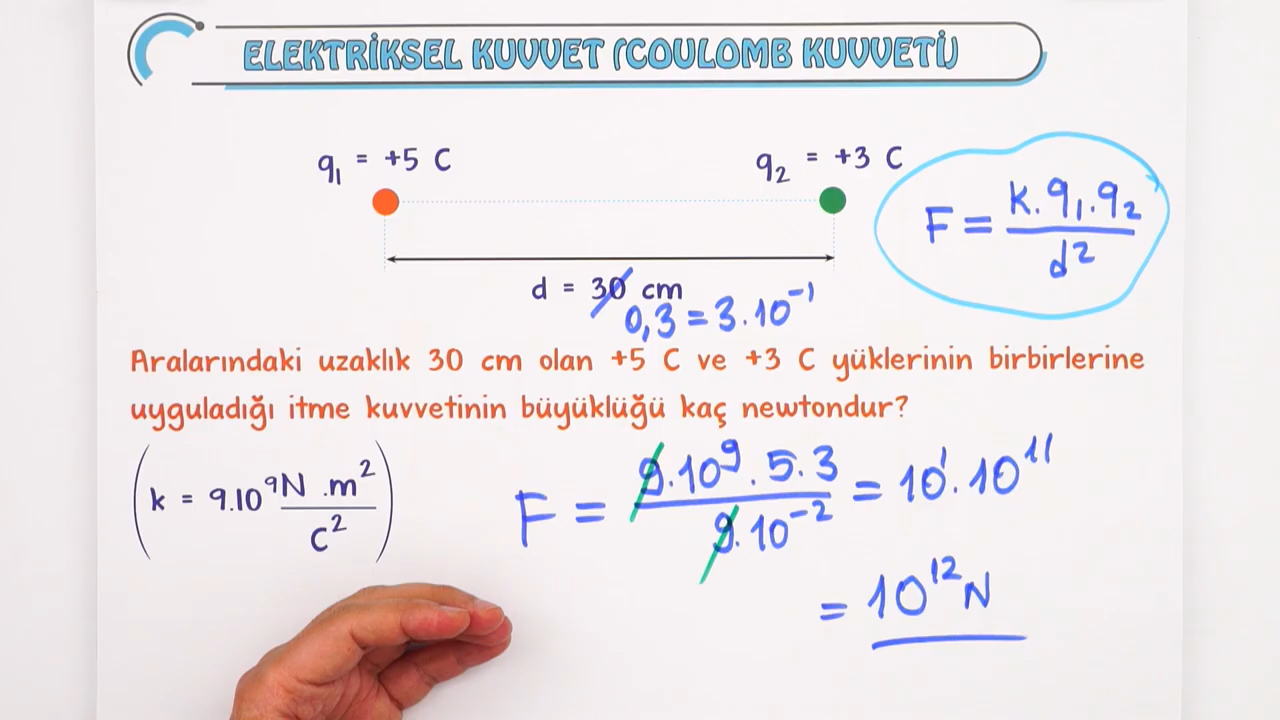 ELEKTRİKSEL KUVVET (COULOMB KUVVETİ)
q₁ = +5 C
q₂ = +3 C
F = k.q₁.q₂ / d²
d = 30 cm
0,3 = 3.10⁻¹
Aralarındaki uzaklık 30 cm olan +5 C ve +3 C yüklerinin birbirlerine
uyguladığı itme kuvvetinin büyüklüğü kaç newtondur?
(k = 9.10⁹ N.m² / C²)
F = 9.10⁹.5.3 / 9.10⁻² = 10¹.10¹¹
= 10¹² N